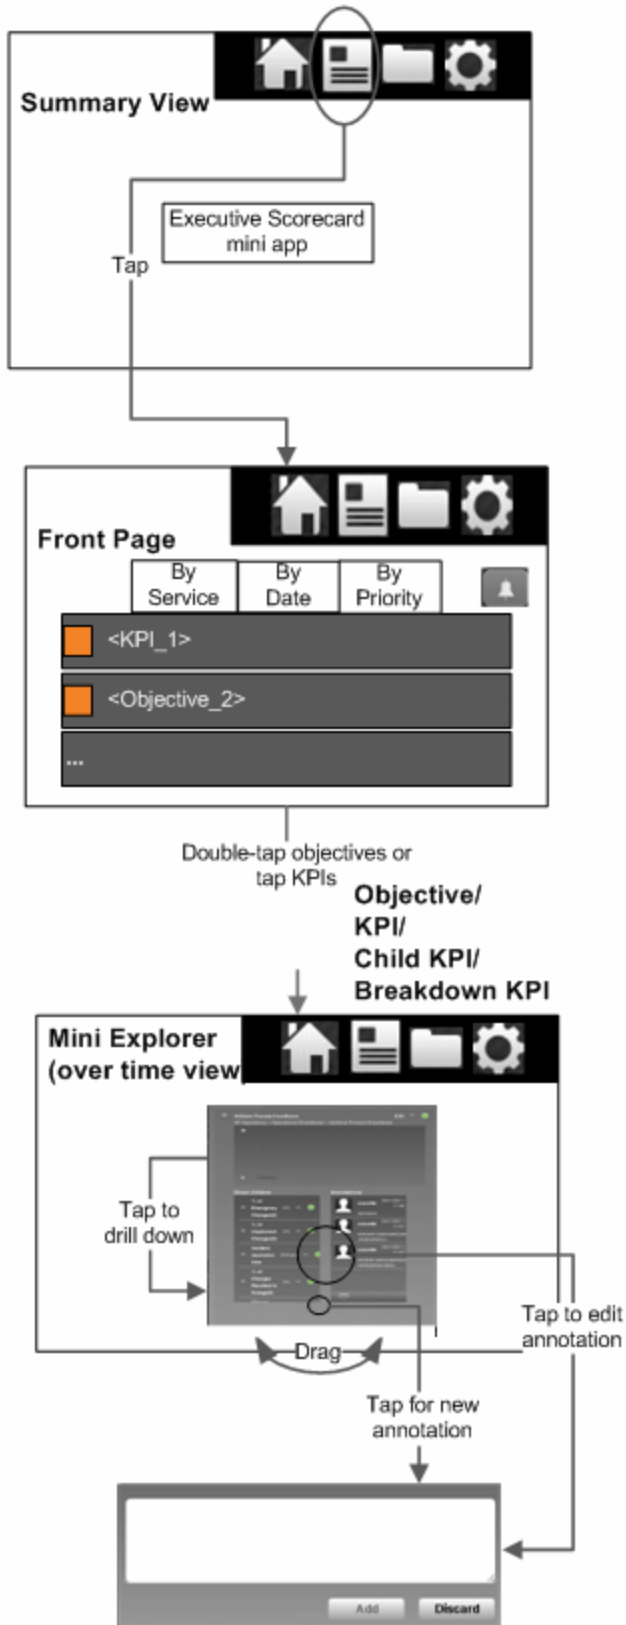 Summary View
Executive Scorecard
mini app
Tap
Front Page
By
Service
By
Date
By
Priority
<KPI_1>
<Objective_2>
...
Double-tap objectives or
tap KPIs
Objective/
KPI/
Child KPI/
Breakdown KPI
Mini Explorer
(over time view
Tap to
drill down
Tap to edit
annotation
Drag
Tap for new
annotation
Add
Discard